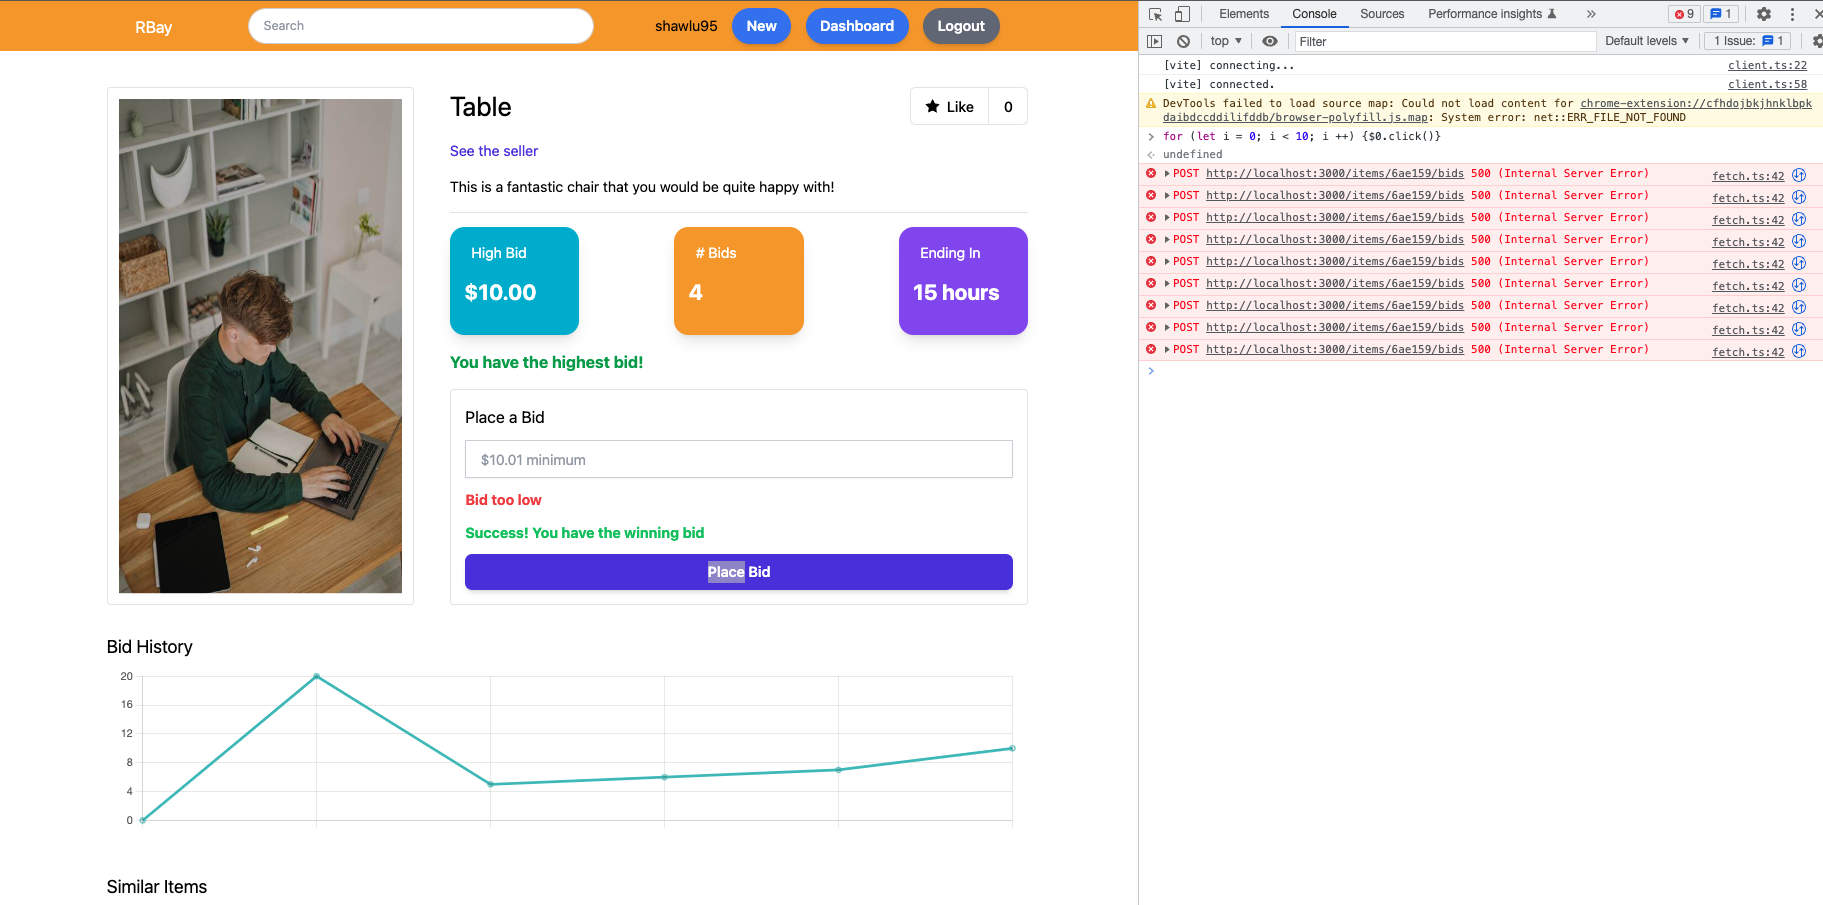 RBay
Search
shawlu95
New
Dashboard
Logout
Table
Like 0
See the seller
This is a fantastic chair that you would be quite happy with!
High Bid
$10.00
# Bids
4
Ending In
15 hours
You have the highest bid!
Place a Bid
$10.01 minimum
Bid too low
Success! You have the winning bid
Place Bid
Bid History
20
16
12
8
4
0
Similar Items
Elements Console Sources Performance insights » 9 1
top Filter Default levels 1 Issue: 1
[vite] connecting... client.ts:22
[vite] connected. client.ts:58
DevTools failed to load source map: Could not load content for chrome-extension://cfhdojbkjhnklbpk
daibdccddilifddb/browser-polyfill.js.map: System error: net::ERR_FILE_NOT_FOUND
for (let i = 0; i < 10; i ++) {$0.click()}
undefined
POST http://localhost:3000/items/6ae159/bids 500 (Internal Server Error) fetch.ts:42
POST http://localhost:3000/items/6ae159/bids 500 (Internal Server Error) fetch.ts:42
POST http://localhost:3000/items/6ae159/bids 500 (Internal Server Error) fetch.ts:42
POST http://localhost:3000/items/6ae159/bids 500 (Internal Server Error) fetch.ts:42
POST http://localhost:3000/items/6ae159/bids 500 (Internal Server Error) fetch.ts:42
POST http://localhost:3000/items/6ae159/bids 500 (Internal Server Error) fetch.ts:42
POST http://localhost:3000/items/6ae159/bids 500 (Internal Server Error) fetch.ts:42
POST http://localhost:3000/items/6ae159/bids 500 (Internal Server Error) fetch.ts:42
POST http://localhost:3000/items/6ae159/bids 500 (Internal Server Error) fetch.ts:42